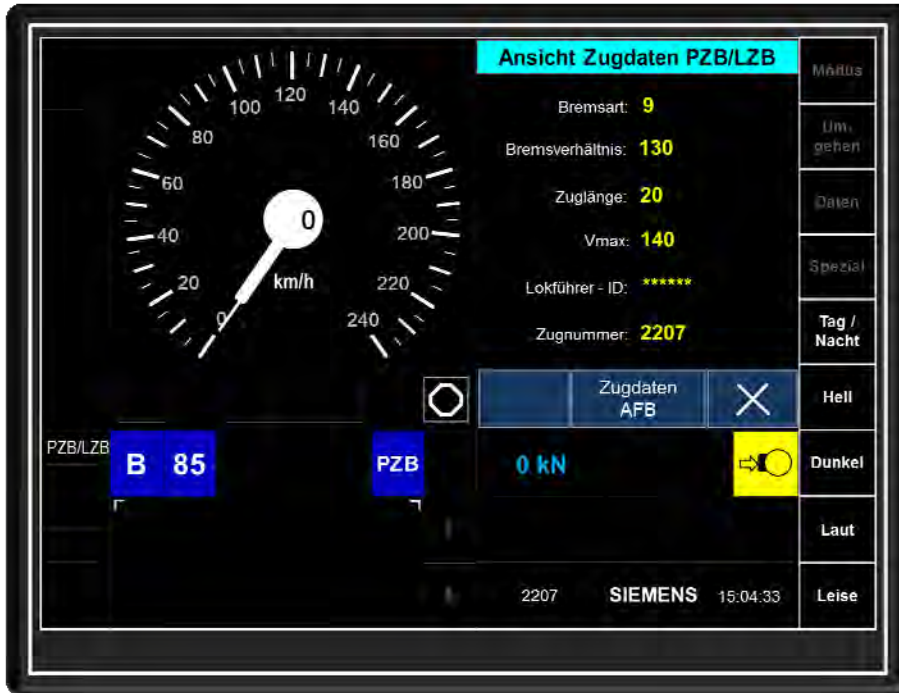 Ansicht Zugdaten PZB/LZB
Bremsart: 9
Bremsverhältnis: 130
Zuglänge: 20
Vmax: 140
Lokführer - ID: ******
Zugnummer: 2207
Zugdaten
AFB
0
20
40
60
80
100
120
140
160
180
200
220
240
0
km/h
PZB/LZB
B 85
PZB
0 kN
2207
SIEMENS
15:04:33
Modus
Um-
gehen
Daten
Spezial
Tag /
Nacht
Hell
Dunkel
Laut
Leise